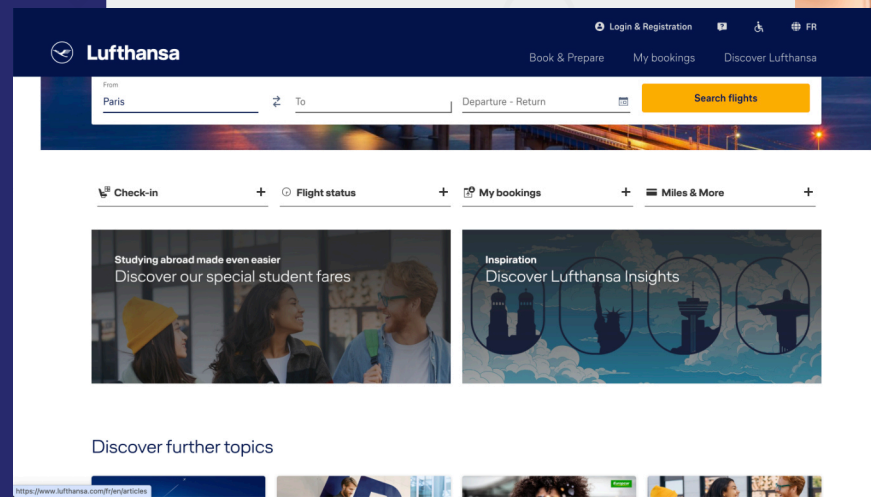 Login & Registration
FR
Lufthansa
Book & Prepare
My bookings
Discover Lufthansa
From
Paris
To
Departure - Return
Search flights
Check-in
+
Flight status
+
My bookings
+
Miles & More
+
Studying abroad made even easier
Discover our special student fares
Inspiration
Discover Lufthansa Insights
Discover further topics
https://www.lufthansa.com/fr/en/articles